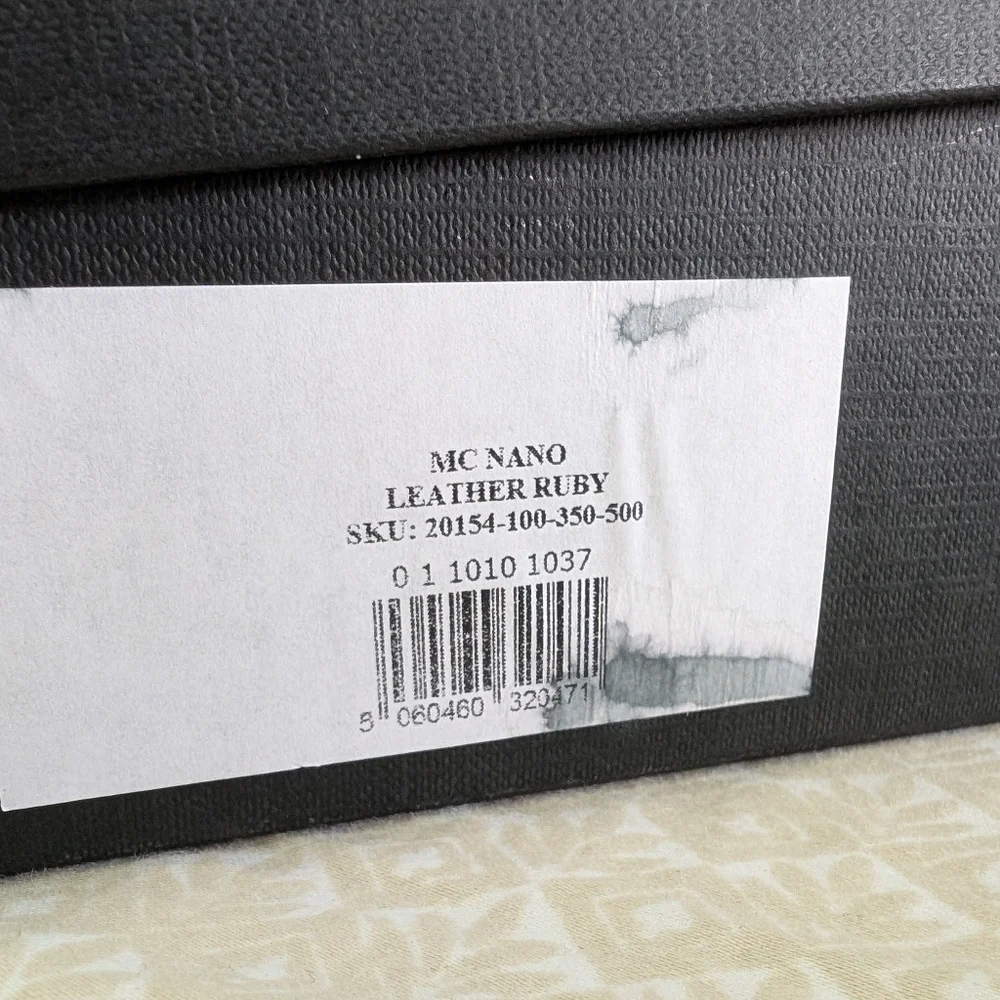 MC NANO
LEATHER RUBY
SKU: 20154-100-350-500
0 1 1010 1037
5 060460 320471